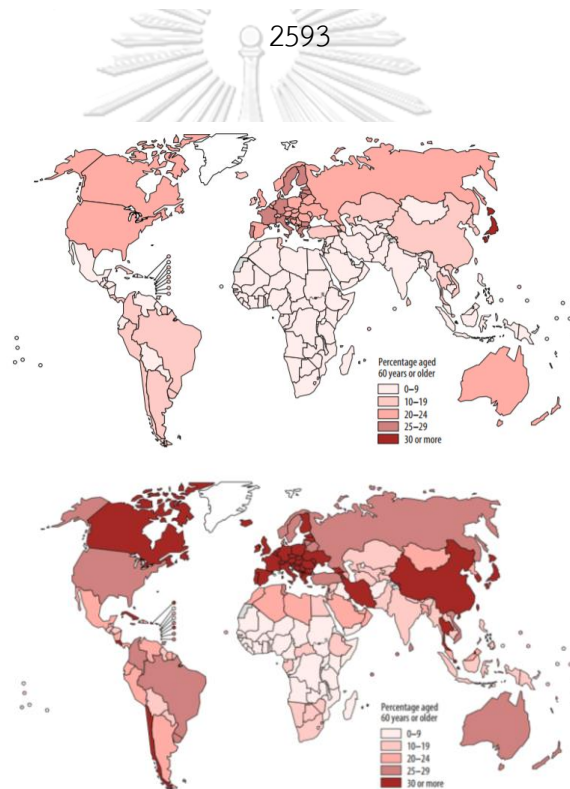 2593
Percentage aged
60 years or older
0–9
10–19
20–24
25–29
30 or more
Percentage aged
60 years or older
0–9
10–19
20–24
25–29
30 or more